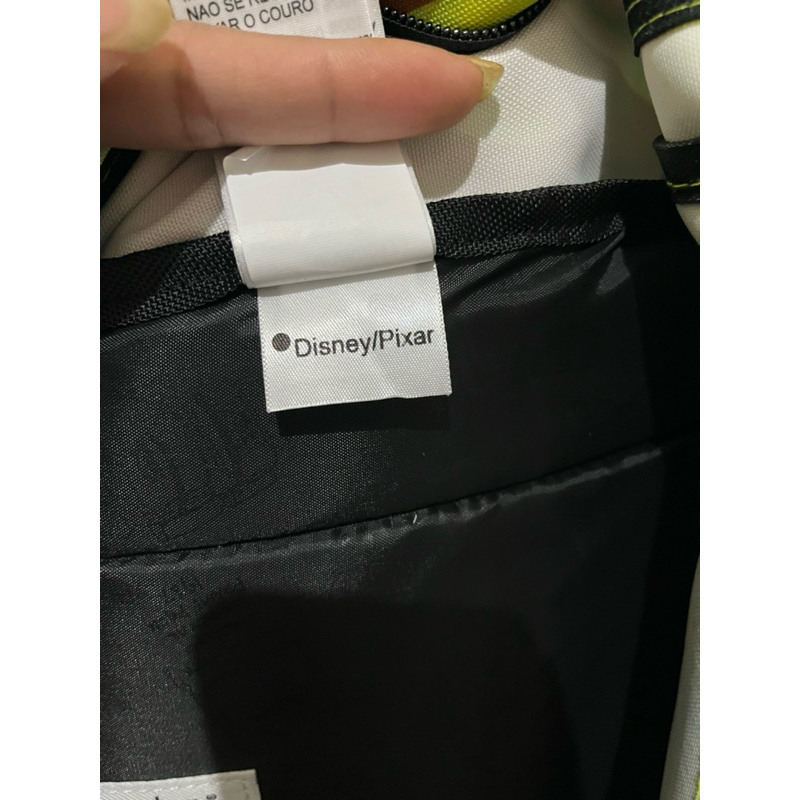 NAO SE
AR O COURO
Disney/Pixar